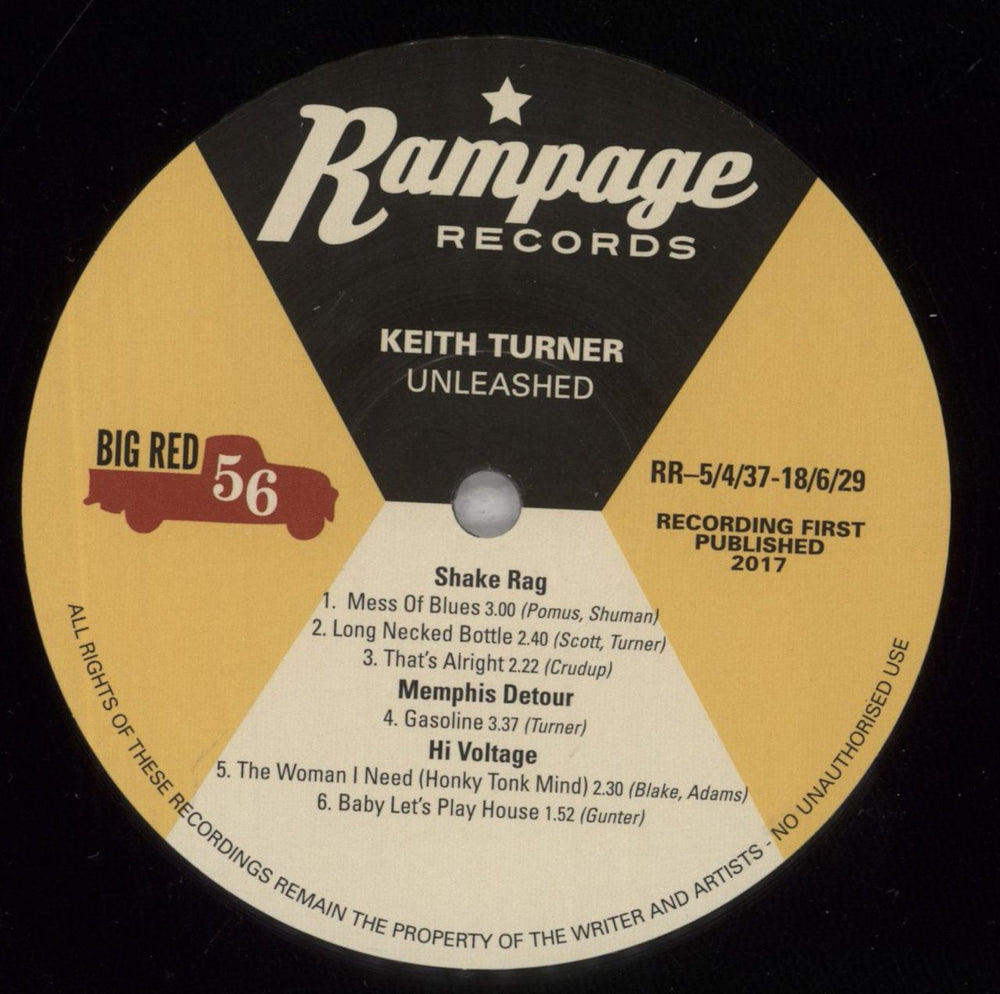 Rampage
RECORDS
KEITH TURNER
UNLEASHED
BIG RED
56
RR–5/4/37-18/6/29
RECORDING FIRST
PUBLISHED
2017
Shake Rag
1. Mess Of Blues 3.00 (Pomus, Shuman)
2. Long Necked Bottle 2.40 (Scott, Turner)
3. That's Alright 2.22 (Crudup)
Memphis Detour
4. Gasoline 3.37 (Turner)
Hi Voltage
5. The Woman I Need (Honky Tonk Mind) 2.30 (Blake, Adams)
6. Baby Let's Play House 1.52 (Gunter)
ALL RIGHTS OF THESE RECORDINGS REMAIN THE PROPERTY OF THE WRITER AND ARTISTS - NO UNAUTHORISED USE